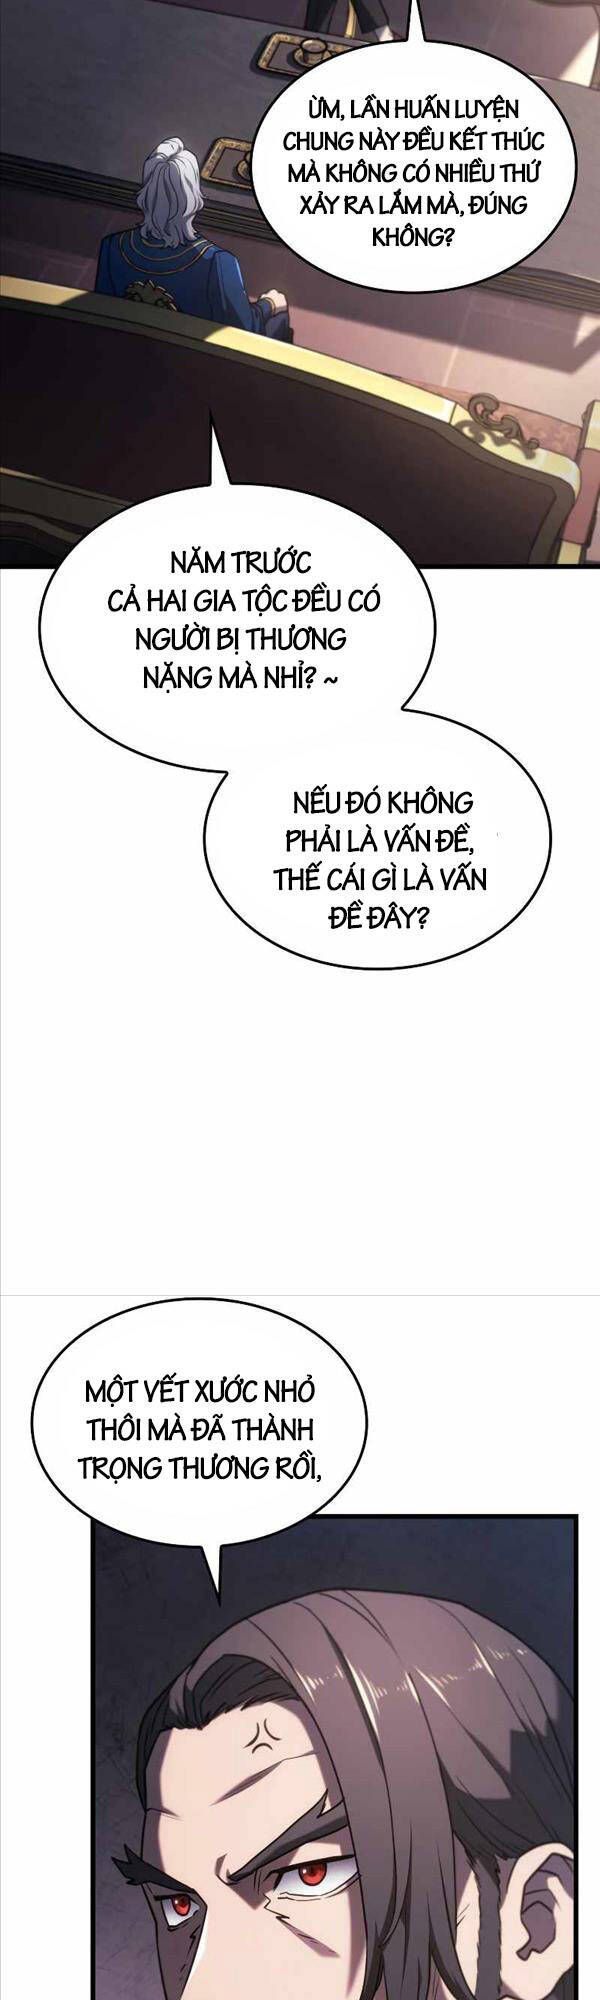 ỪM, LẦN HUẤN LUYỆN
CHUNG NÀY ĐỀU KẾT THÚC
MÀ KHÔNG CÓ NHIỀU THỨ
XẢY RA LẮM MÀ, ĐÚNG
KHÔNG?
NĂM TRƯỚC
CẢ HAI GIA TỘC ĐỀU CÓ
NGƯỜI BỊ THƯƠNG
NẶNG MÀ NHỈ? ~
NẾU ĐÓ KHÔNG
PHẢI LÀ VẤN ĐỀ,
THẾ CÁI GÌ LÀ VẤN
ĐỀ ĐÂY?
MỘT VẾT XƯỚC NHỎ
THÔI MÀ ĐÃ THÀNH
TRỌNG THƯƠNG RỒI,